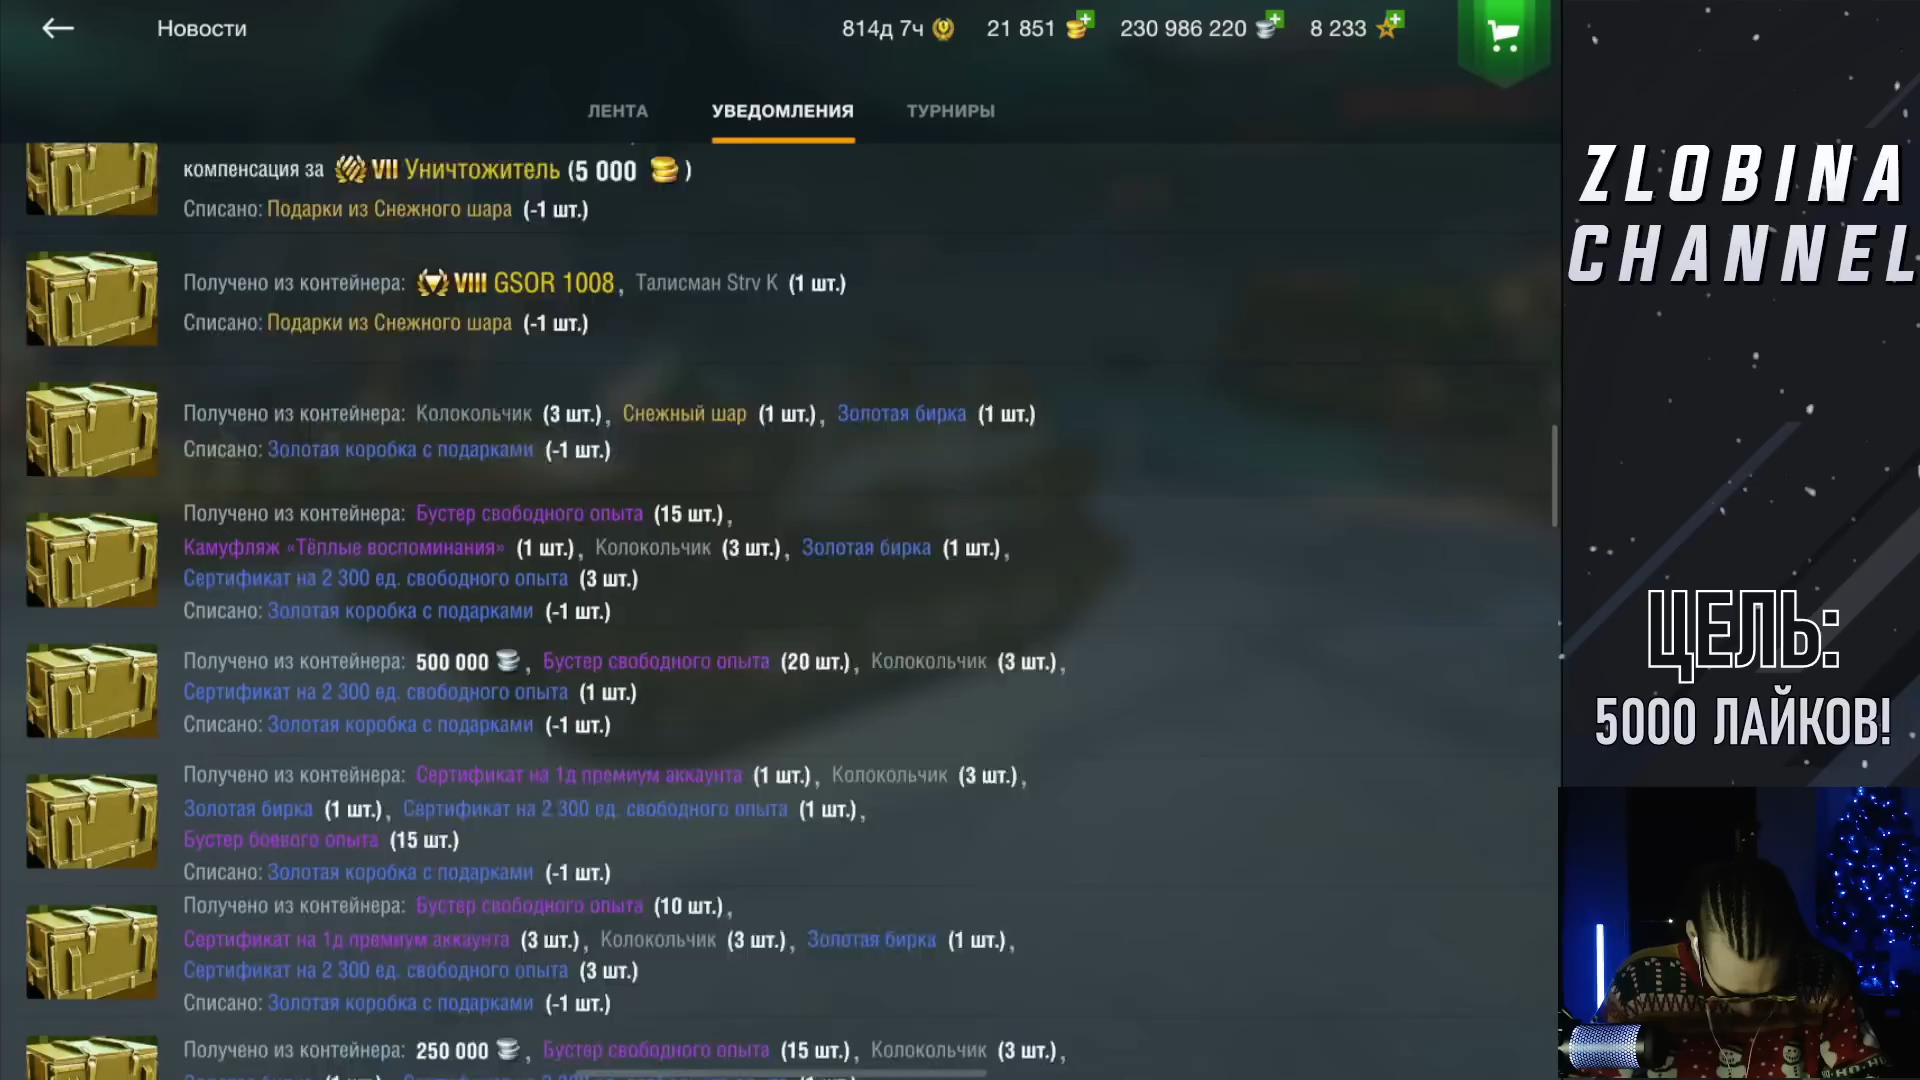 Новости
814д 7ч
21 851
230 986 220
8 233
ЛЕНТА
УВЕДОМЛЕНИЯ
ТУРНИРЫ
компенсация за VII Уничтожитель (5 000 )
Списано: Подарки из Снежного шара (-1 шт.)
Получено из контейнера: VIII GSOR 1008, Талисман Strv K (1 шт.)
Списано: Подарки из Снежного шара (-1 шт.)
Получено из контейнера: Колокольчик (3 шт.), Снежный шар (1 шт.), Золотая бирка (1 шт.)
Списано: Золотая коробка с подарками (-1 шт.)
Получено из контейнера: Бустер свободного опыта (15 шт.),
Камуфляж «Тёплые воспоминания» (1 шт.), Колокольчик (3 шт.), Золотая бирка (1 шт.),
Сертификат на 2 300 ед. свободного опыта (3 шт.)
Списано: Золотая коробка с подарками (-1 шт.)
Получено из контейнера: 500 000 , Бустер свободного опыта (20 шт.), Колокольчик (3 шт.),
Сертификат на 2 300 ед. свободного опыта (1 шт.)
Списано: Золотая коробка с подарками (-1 шт.)
Получено из контейнера: Сертификат на 1д премиум аккаунта (1 шт.), Колокольчик (3 шт.),
Золотая бирка (1 шт.), Сертификат на 2 300 ед. свободного опыта (1 шт.),
Бустер боевого опыта (15 шт.)
Списано: Золотая коробка с подарками (-1 шт.)
Получено из контейнера: Бустер свободного опыта (10 шт.),
Сертификат на 1д премиум аккаунта (3 шт.), Колокольчик (3 шт.), Золотая бирка (1 шт.),
Сертификат на 2 300 ед. свободного опыта (3 шт.)
Списано: Золотая коробка с подарками (-1 шт.)
Получено из контейнера: 250 000 , Бустер свободного опыта (15 шт.), Колокольчик (3 шт.),
ZLOBINA
CHANNEL
ЦЕЛЬ:
5000 ЛАЙКОВ!